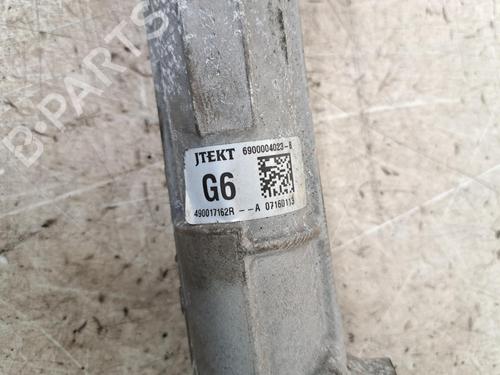 JTEKT 6900004023-B
G6
490017162R --A 07160113
B-PARTS